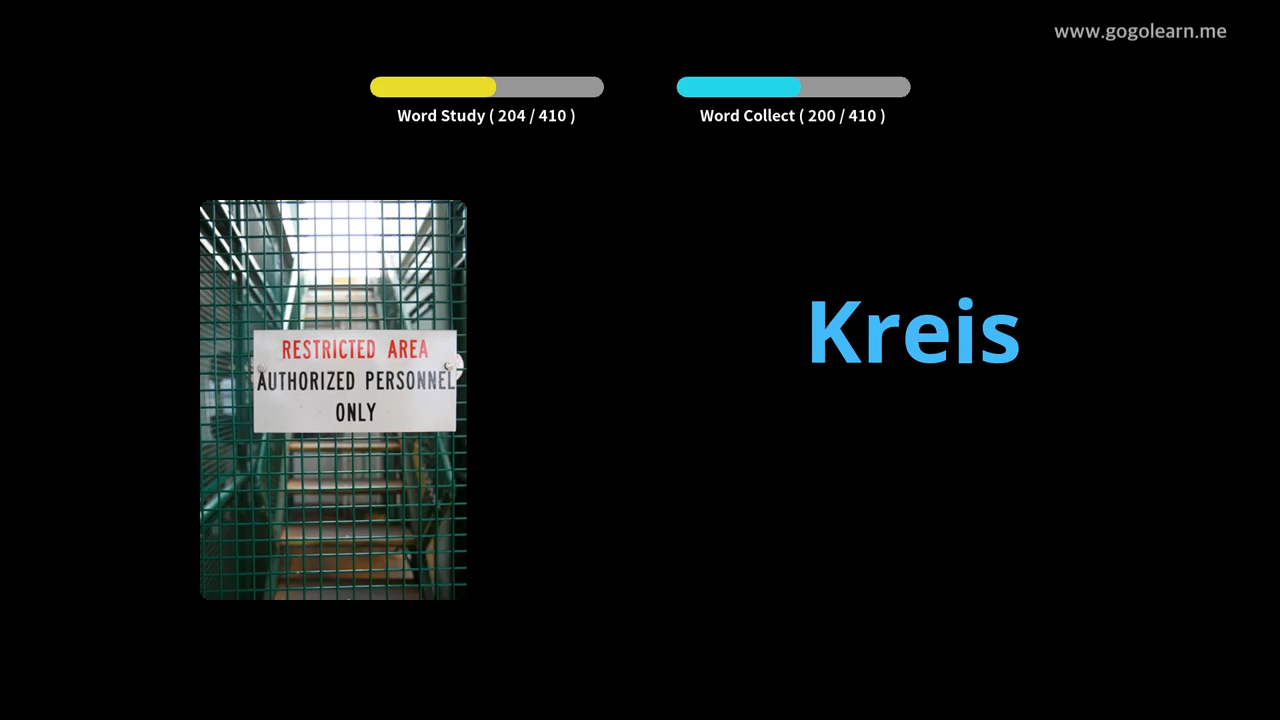 www.gogolearn.me
Word Study ( 204 / 410 )
Word Collect ( 200 / 410 )
RESTRICTED AREA
AUTHORIZED PERSONNEL
ONLY
Kreis